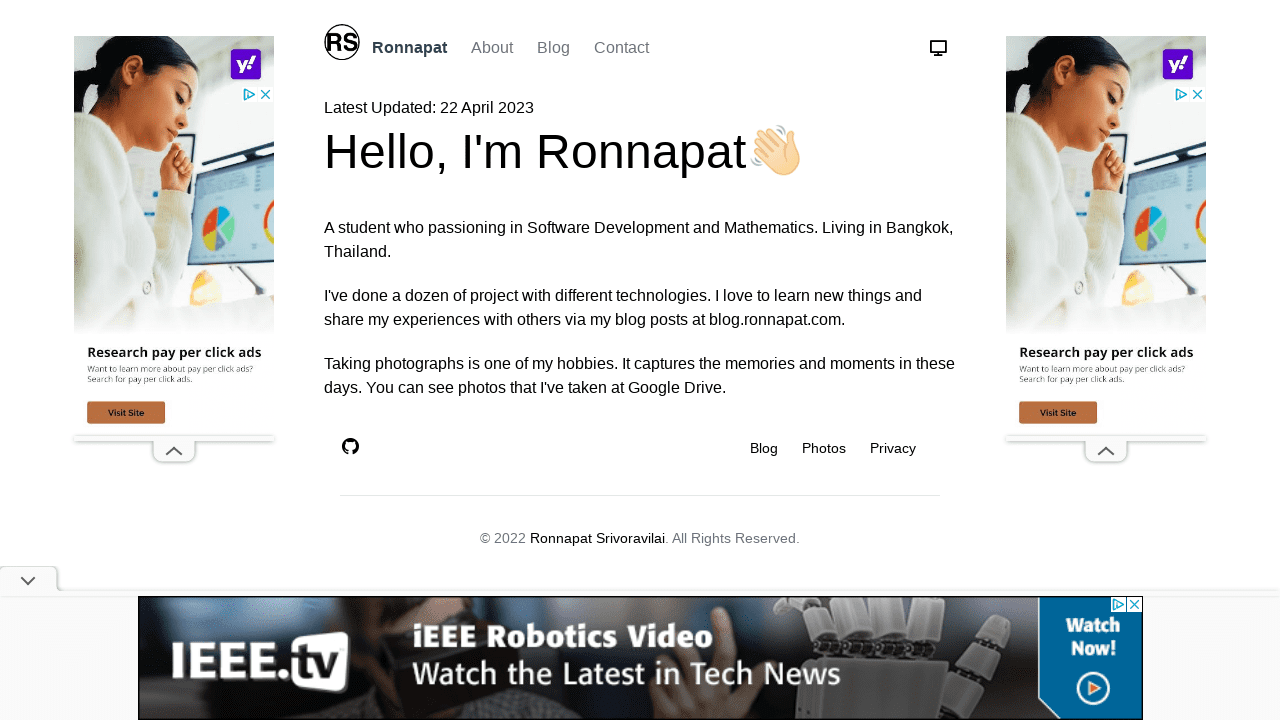 RS
Ronnapat
About
Blog
Contact
Latest Updated: 22 April 2023
Hello, I'm Ronnapat👋🏻
A student who passioning in Software Development and Mathematics. Living in Bangkok,
Thailand.
I've done a dozen of project with different technologies. I love to learn new things and
share my experiences with others via my blog posts at blog.ronnapat.com.
Taking photographs is one of my hobbies. It captures the memories and moments in these
days. You can see photos that I've taken at Google Drive.
Blog
Photos
Privacy
© 2022 Ronnapat Srivoravilai. All Rights Reserved.
y!
Research pay per click ads
Want to learn more about pay per click ads?
Search for pay per click ads.
Visit Site
y!
Research pay per click ads
Want to learn more about pay per click ads?
Search for pay per click ads.
Visit Site
IEEE.tv
iEEE Robotics Video
Watch the Latest in Tech News
Watch
Now!